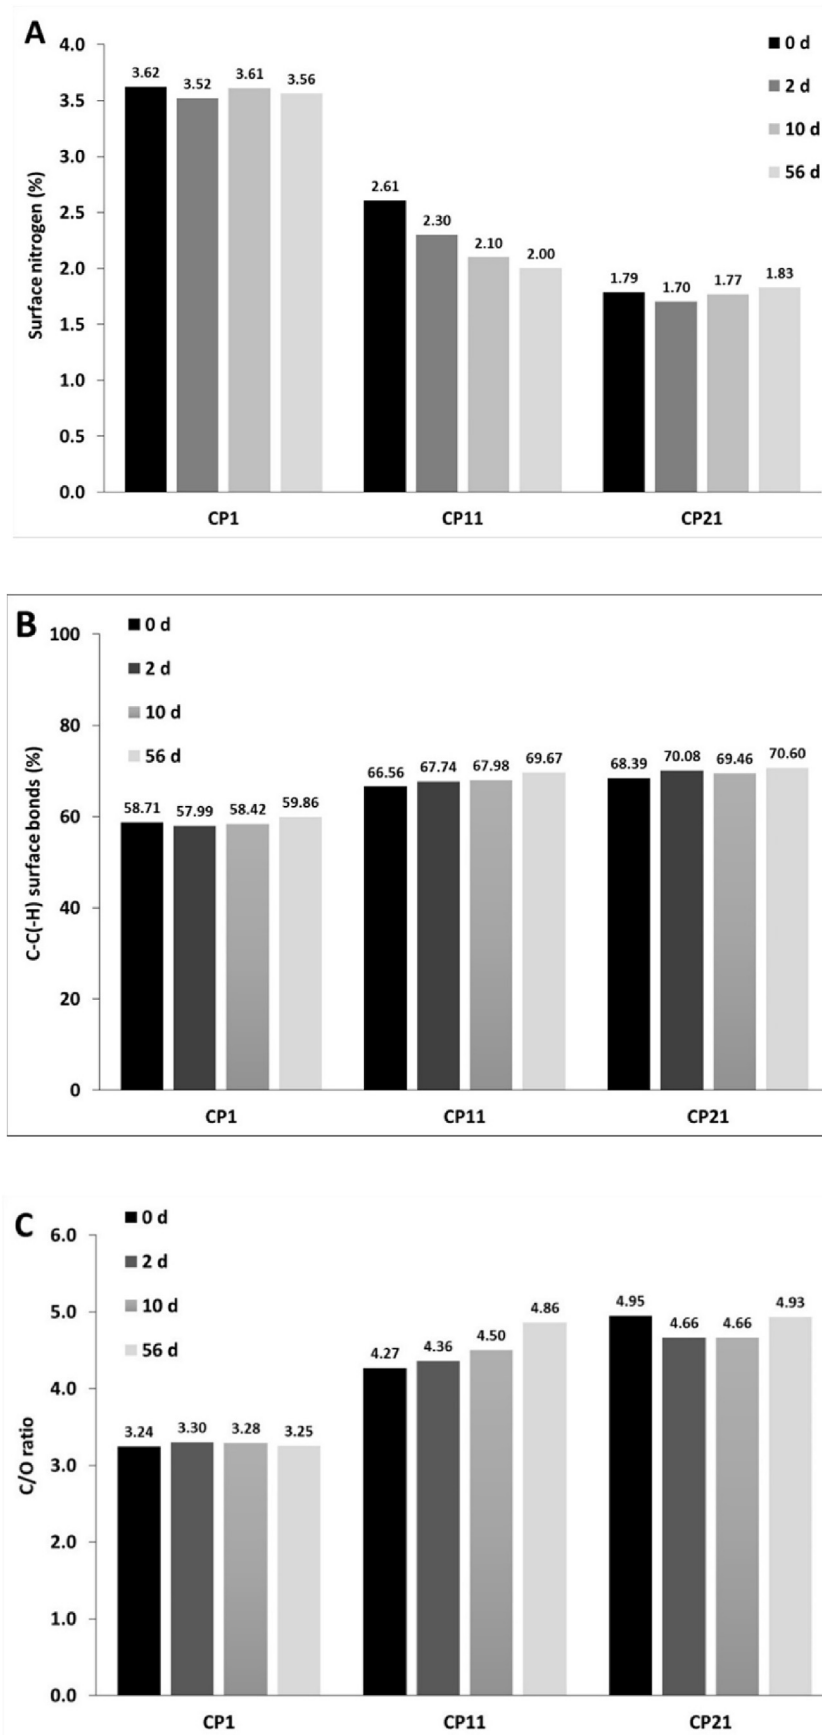 A
4.0
3.5
3.0
2.5
2.0
1.5
1.0
0.5
0.0
Surface nitrogen (%)
0 d
2 d
10 d
56 d
3.62 3.52 3.61 3.56
2.61 2.30 2.10 2.00
1.79 1.70 1.77 1.83
CP1 CP11 CP21
B
100
80
60
40
20
0
C-C(-H) surface bonds (%)
0 d
2 d
10 d
56 d
58.71 57.99 58.42 59.86
66.56 67.74 67.98 69.67
68.39 70.08 69.46 70.60
CP1 CP11 CP21
C
6.0
5.0
4.0
3.0
2.0
1.0
0.0
C/O ratio
0 d
2 d
10 d
56 d
3.24 3.30 3.28 3.25
4.27 4.36 4.50 4.86
4.95 4.66 4.66 4.93
CP1 CP11 CP21